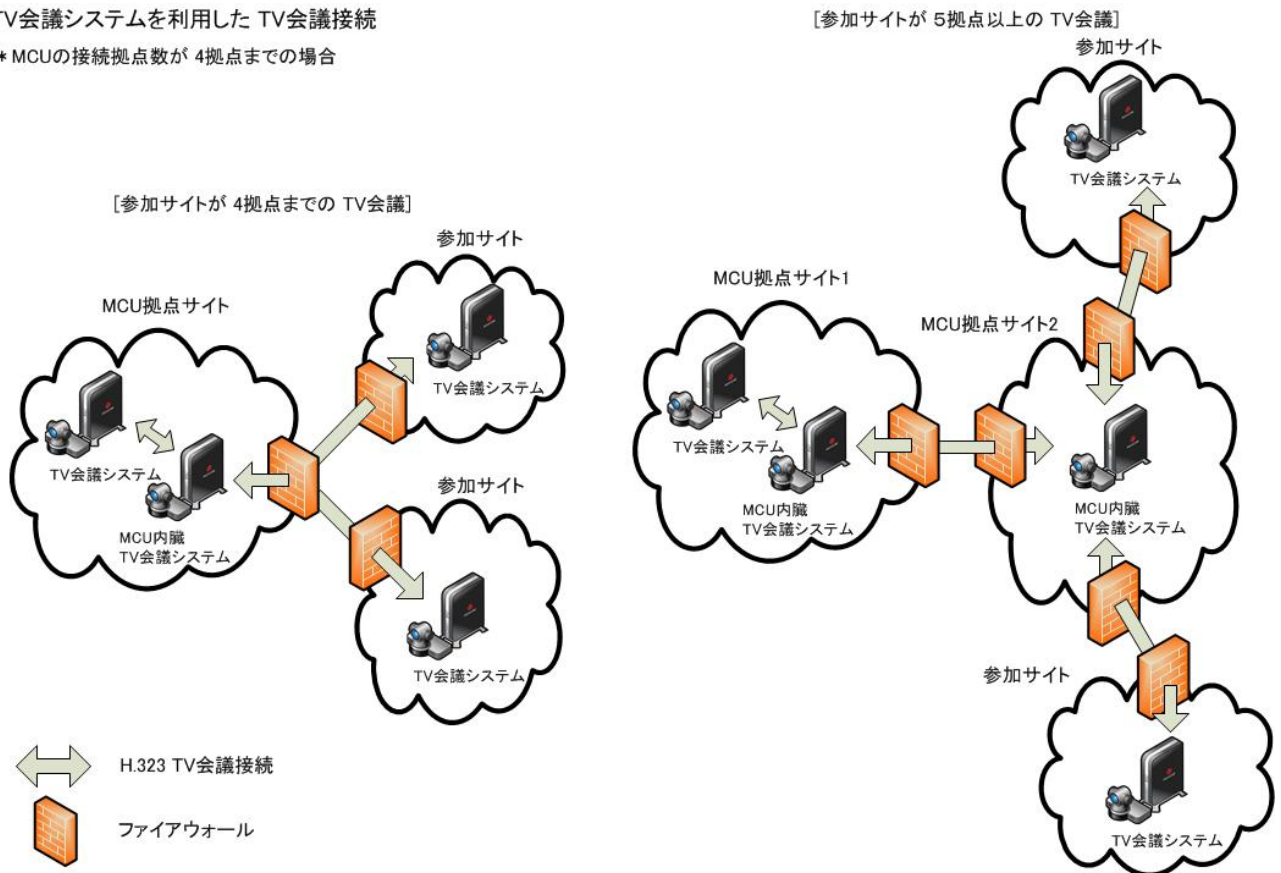 TV会議システムを利用した TV会議接続
* MCUの接続拠点数が 4拠点までの場合
[参加サイトが 4拠点までの TV会議]
参加サイト
TV会議システム
MCU拠点サイト
TV会議システム
MCU内臓
TV会議システム
参加サイト
TV会議システム
H.323 TV会議接続
ファイアウォール
[参加サイトが 5拠点以上の TV会議]
参加サイト
TV会議システム
MCU拠点サイト1
TV会議システム
MCU内臓
TV会議システム
MCU拠点サイト2
MCU内臓
TV会議システム
参加サイト
TV会議システム